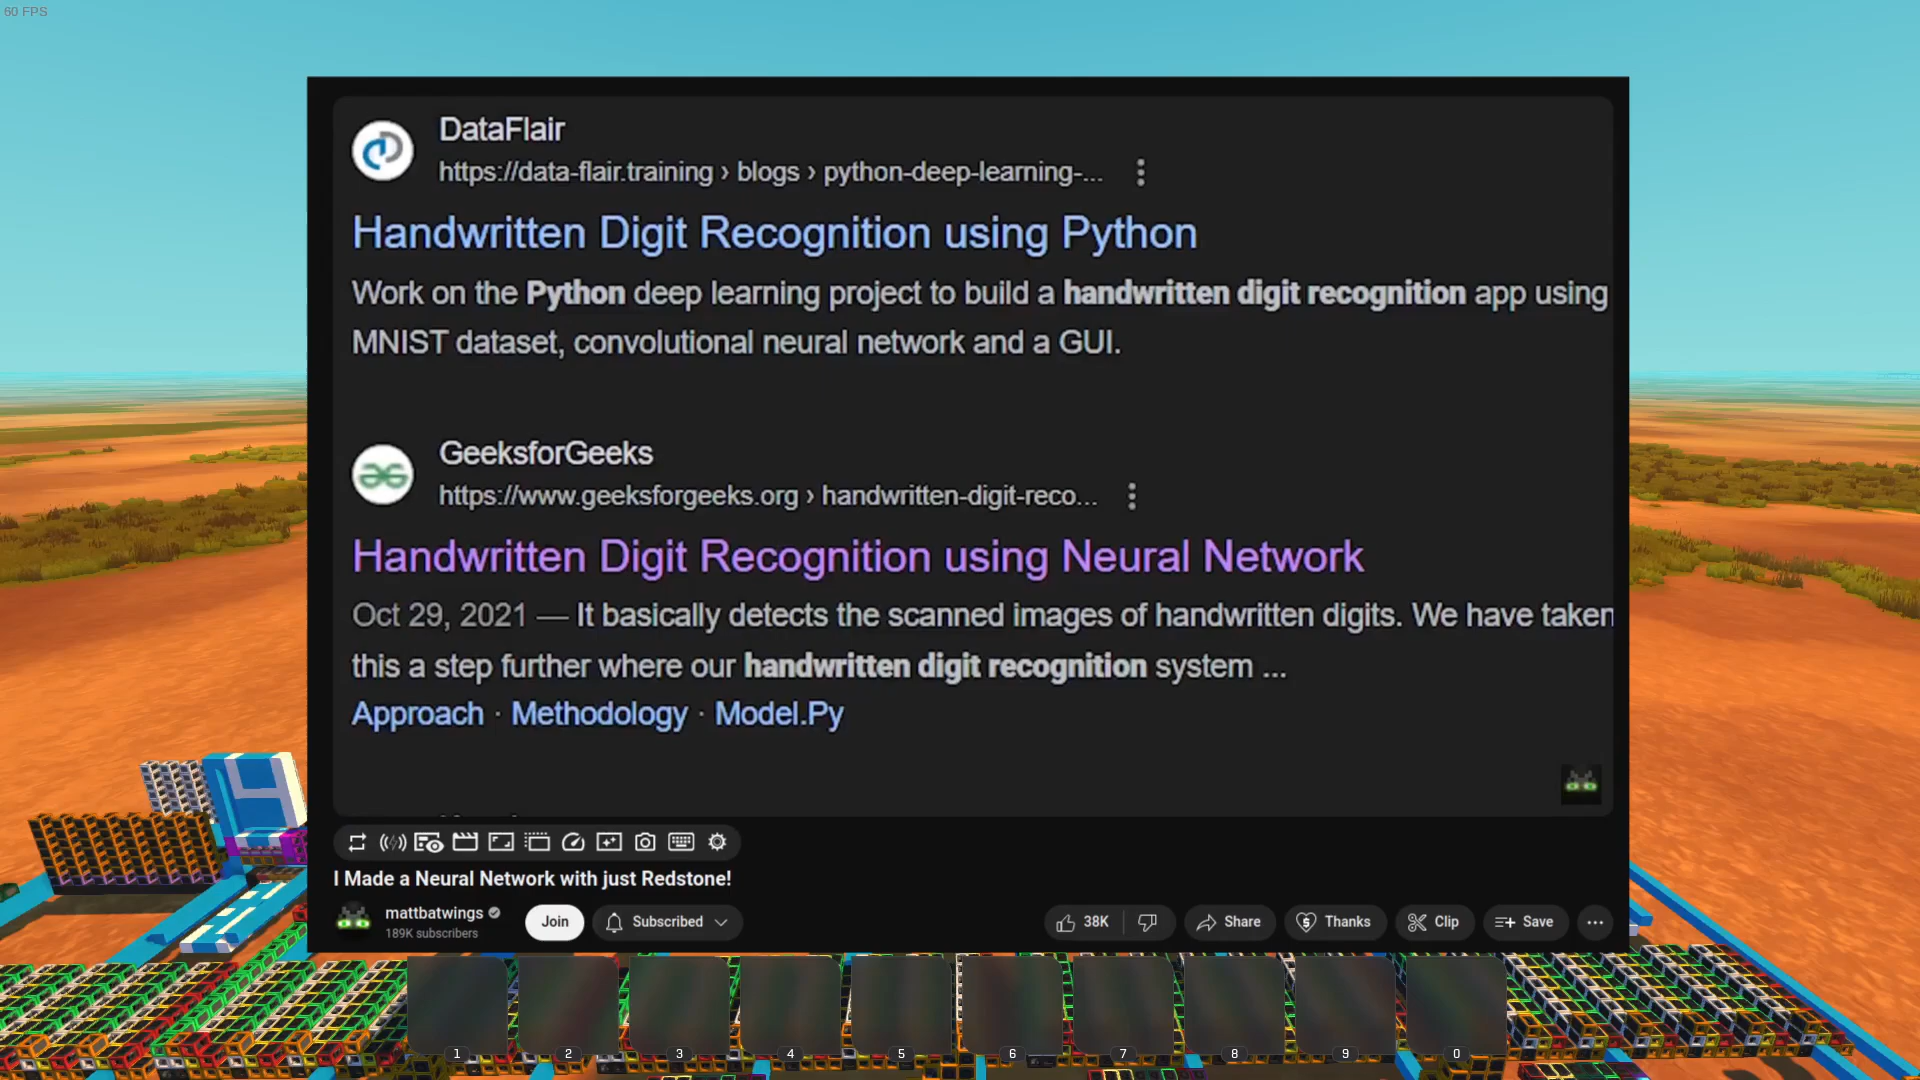 60 FPS
DataFlair
https://data-flair.training › blogs › python-deep-learning-...
Handwritten Digit Recognition using Python
Work on the Python deep learning project to build a handwritten digit recognition app using
MNIST dataset, convolutional neural network and a GUI.
GeeksforGeeks
https://www.geeksforgeeks.org › handwritten-digit-reco...
Handwritten Digit Recognition using Neural Network
Oct 29, 2021 — It basically detects the scanned images of handwritten digits. We have taken
this a step further where our handwritten digit recognition system ...
Approach · Methodology · Model.Py
I Made a Neural Network with just Redstone!
mattbatwings
189K subscribers
Join
Subscribed
38K
Share
Thanks
Clip
Save
1 2 3 4 5 6 7 8 9 0